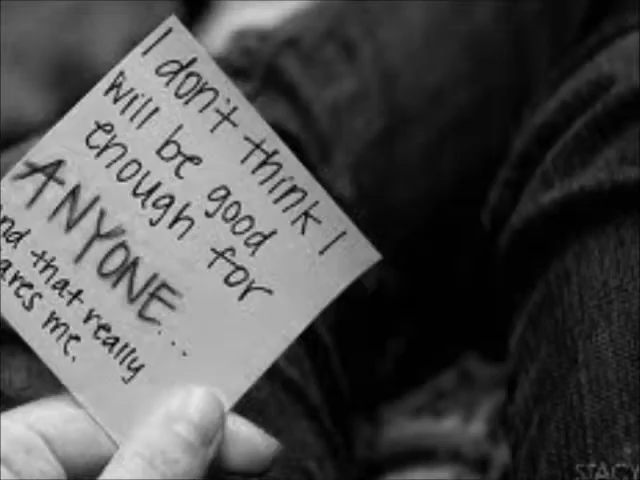 I don't think I
will be good
enough for
ANYONE...
nd that really
ares me.
STACY